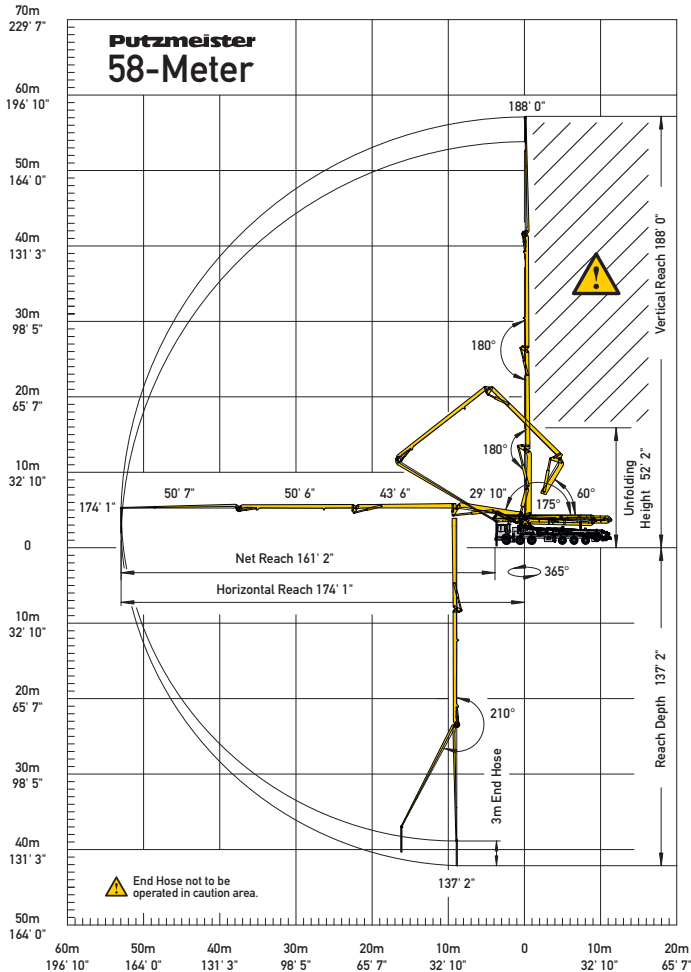 70m
229' 7"
Putzmeister
58-Meter
60m
196' 10"
188' 0"
50m
164' 0"
40m
131' 3"
Vertical Reach 188' 0"
30m
98' 5"
180°
20m
65' 7"
180°
10m
32' 10"
Unfolding
Height 52' 2"
174' 1"
50' 7"
50' 6"
43' 6"
29' 10"
175°
60°
0
Net Reach 161' 2"
365°
Horizontal Reach 174' 1"
10m
32' 10"
Reach Depth 137' 2"
20m
65' 7"
210°
30m
98' 5"
3m End Hose
40m
131' 3"
137' 2"
End Hose not to be
operated in caution area.
50m
164' 0"
60m 50m 40m 30m 20m 10m 0 10m 20m
196' 10" 164' 0" 131' 3" 98' 5" 65' 7" 32' 10" 32' 10" 65' 7"